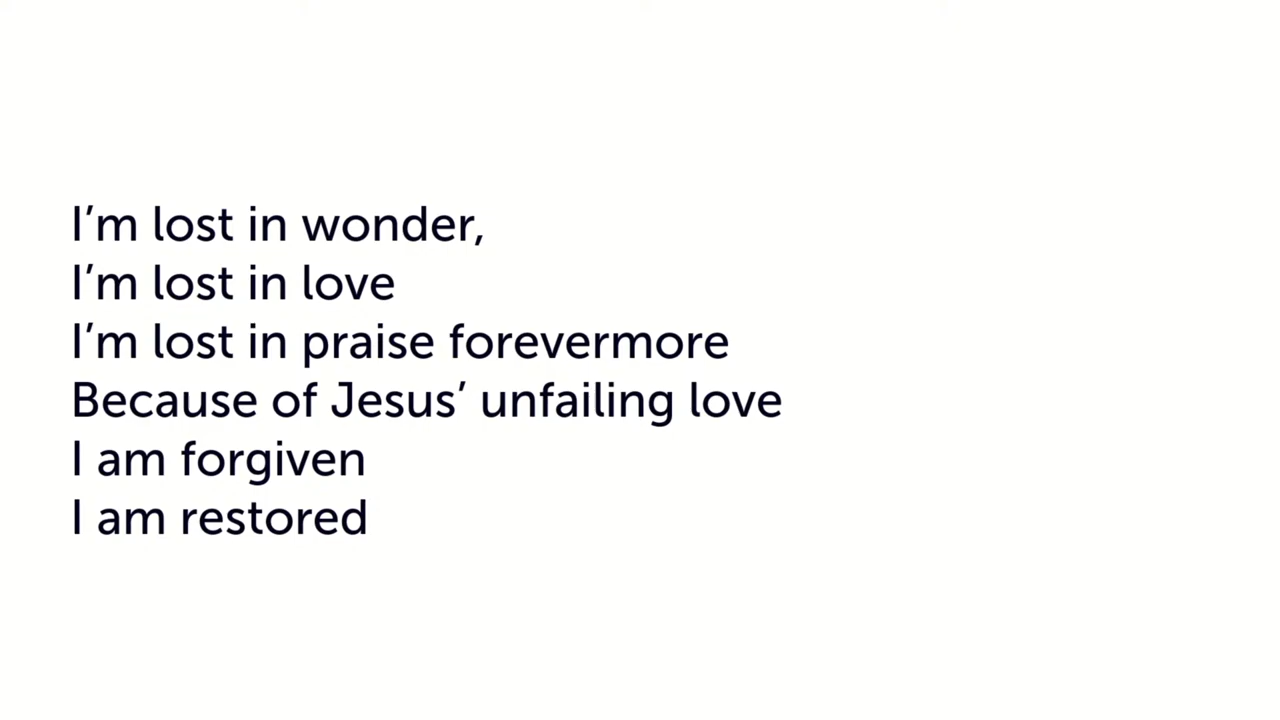 I’m lost in wonder,
I’m lost in love
I’m lost in praise forevermore
Because of Jesus’ unfailing love
I am forgiven
I am restored